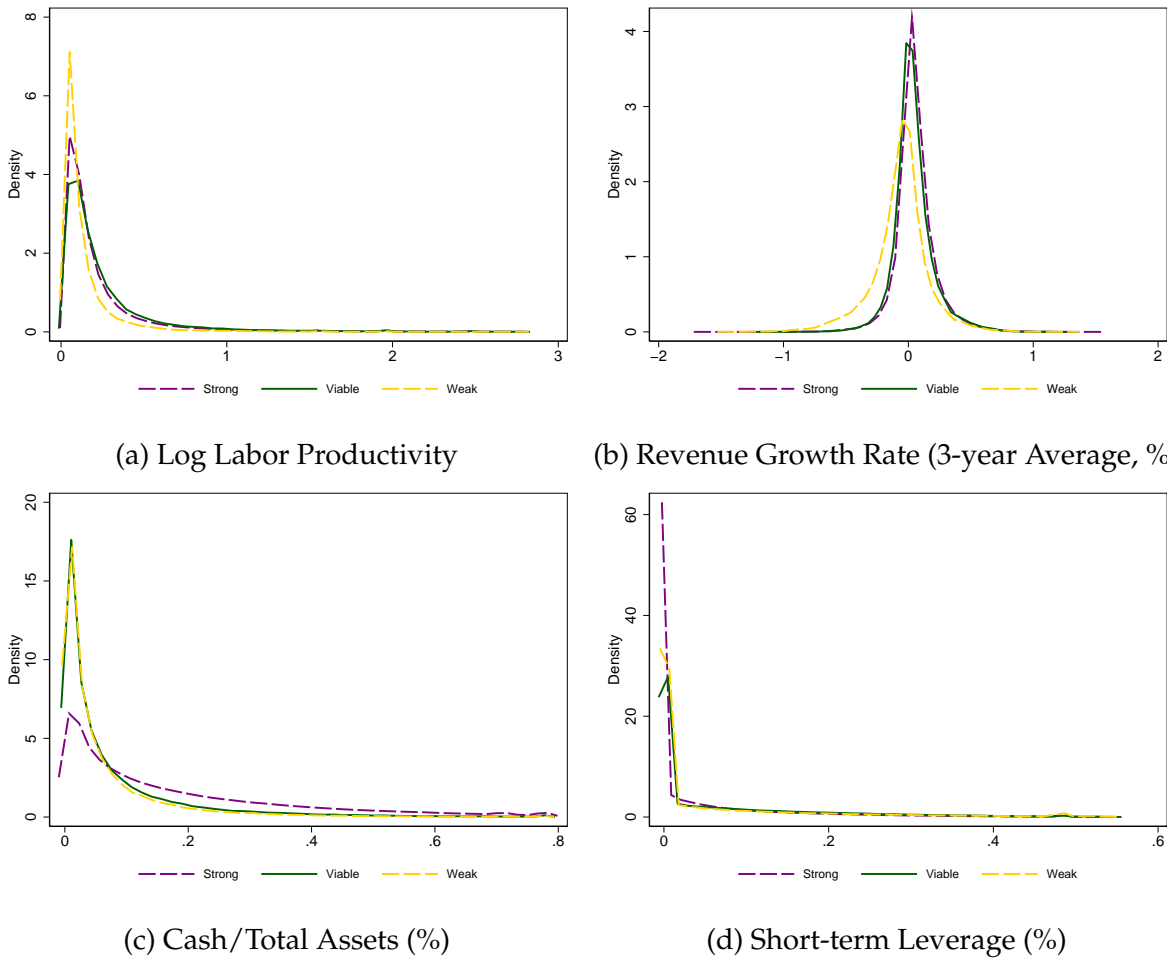 8
6
4
2
0
Density
0 1 2 3
Strong Viable Weak
(a) Log Labor Productivity
4
3
2
1
0
Density
−2 −1 0 1 2
Strong Viable Weak
(b) Revenue Growth Rate (3-year Average, %
20
15
10
5
0
Density
0 .2 .4 .6 .8
Strong Viable Weak
(c) Cash/Total Assets (%)
60
40
20
0
Density
0 .2 .4 .6
Strong Viable Weak
(d) Short-term Leverage (%)